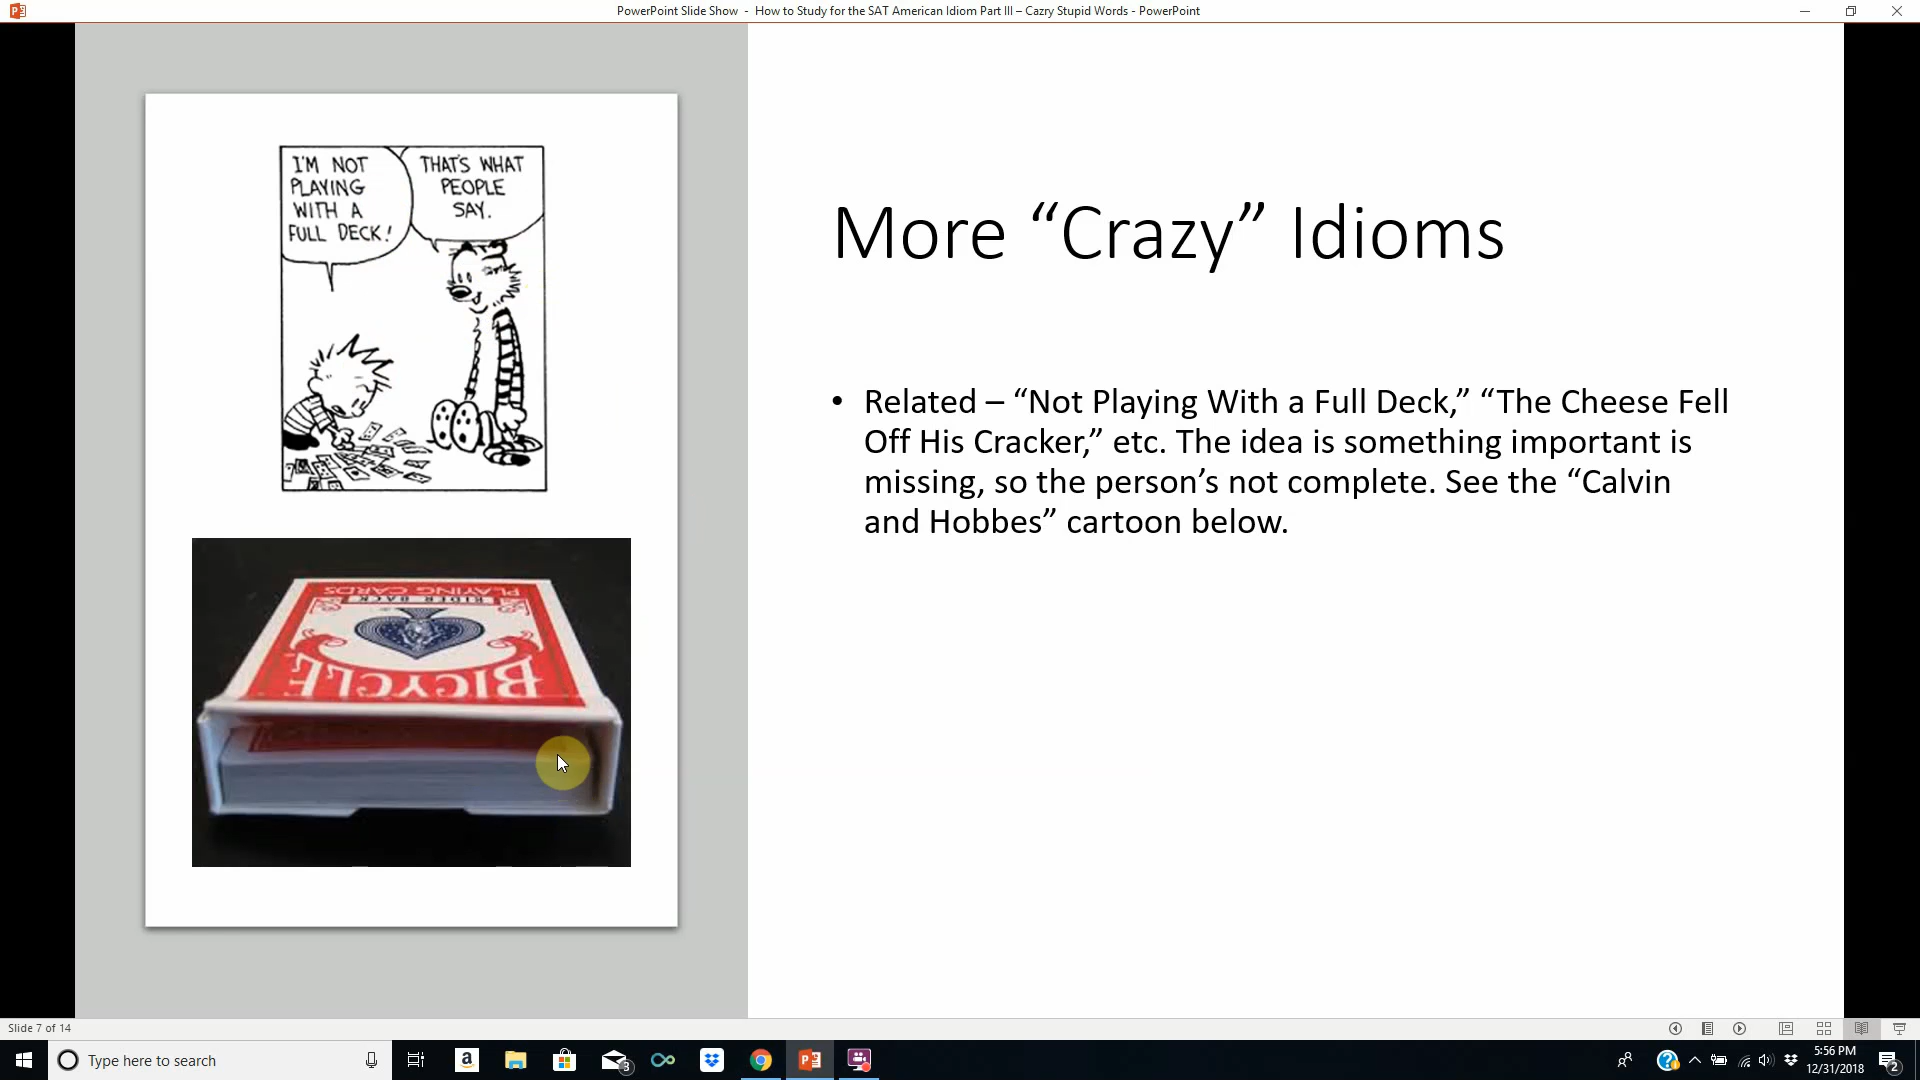 PowerPoint Slide Show - How to Study for the SAT American Idiom Part III – Cazry Stupid Words - PowerPoint
I'M NOT
PLAYING
WITH A
FULL DECK!
THAT'S WHAT
PEOPLE
SAY.
PLAYING CARDS
RIDER BACK
BICYCLE
More “Crazy” Idioms
• Related – “Not Playing With a Full Deck,” “The Cheese Fell
Off His Cracker,” etc. The idea is something important is
missing, so the person’s not complete. See the “Calvin
and Hobbes” cartoon below.
Slide 7 of 14
Type here to search
3
5:56 PM
12/31/2018
2